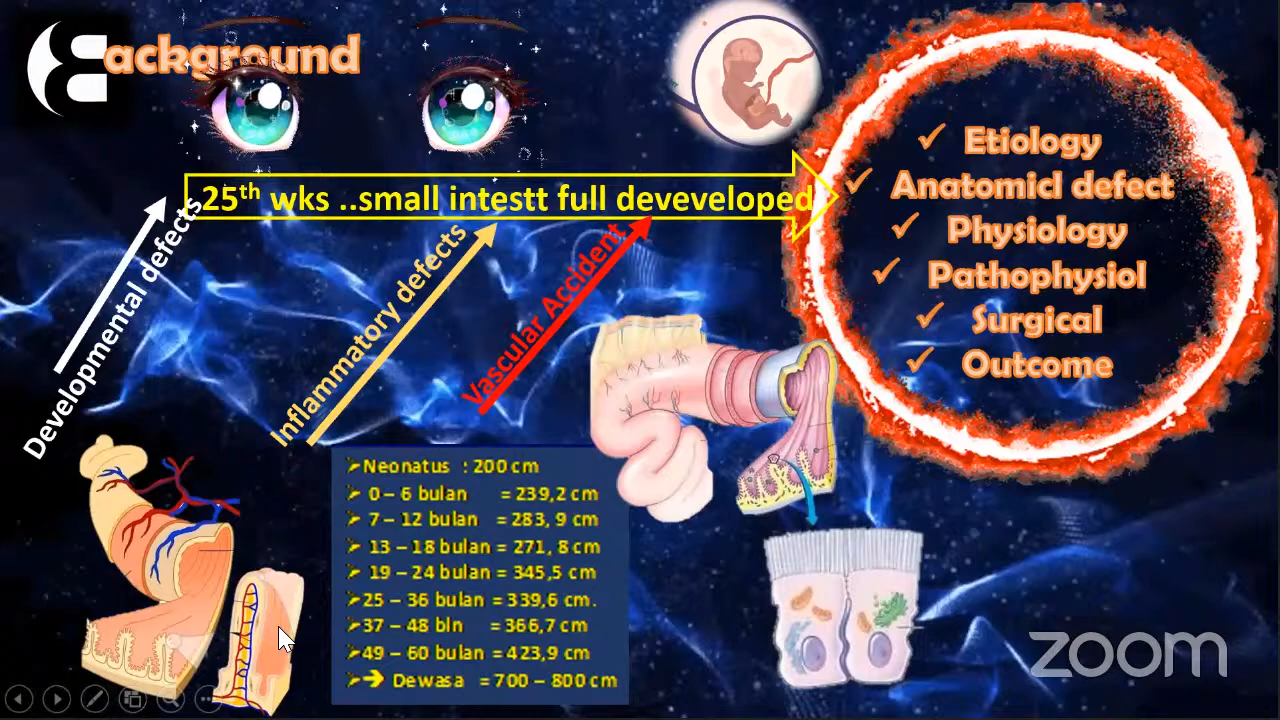 Background
25th wks ..small intestt full deveveloped
Developmental defects
Inflammatory defects
Vascular Accident
✓ Etiology
✓ Anatomicl defect
✓ Physiology
✓ Pathophysiol
✓ Surgical
✓ Outcome
➢Neonatus : 200 cm
➢ 0 – 6 bulan = 239,2 cm
➢ 7 – 12 bulan = 283, 9 cm
➢ 13 – 18 bulan = 271, 8 cm
➢ 19 – 24 bulan = 345,5 cm
➢25 – 36 bulan = 339,6 cm.
➢37 – 48 bln = 366,7 cm
➢49 – 60 bulan = 423,9 cm
➢➔ Dewasa = 700 – 800 cm
zoom